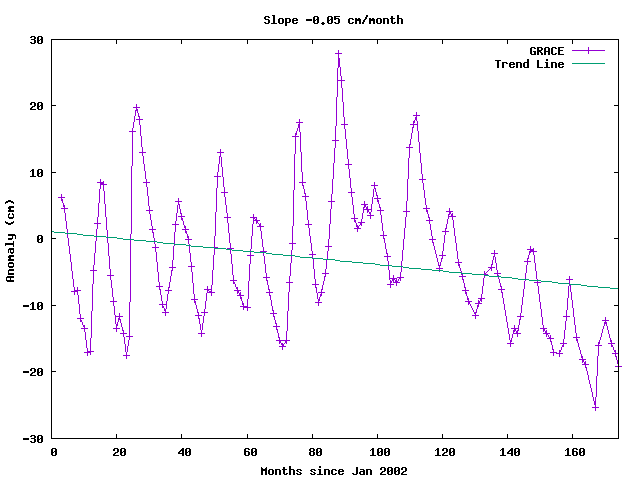 Slope -0.05 cm/month
GRACE
Trend Line
30
20
10
0
-10
-20
-30
Anomaly (cm)
0 20 40 60 80 100 120 140 160
Months since Jan 2002